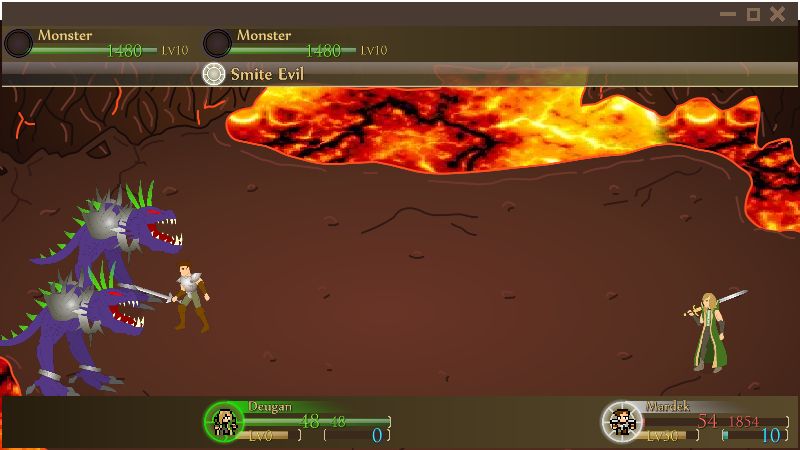 Monster
1480 Lv10
Monster
1480 Lv10
Smite Evil
Deugan
48 48
Lv0 0
Mardek
54 1854
Lv50 10